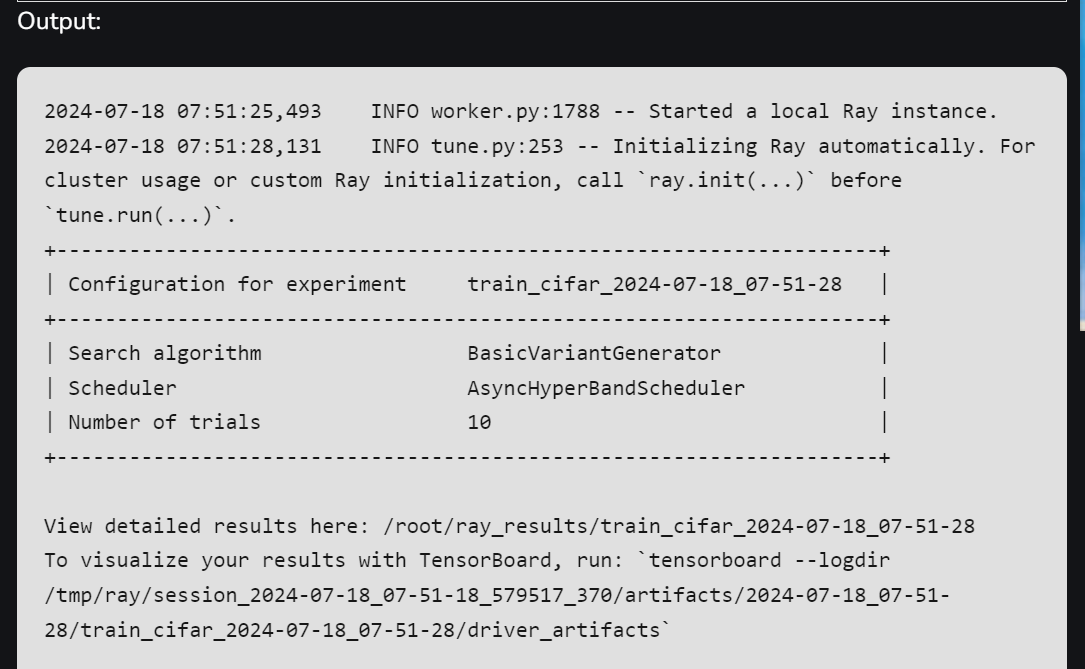 Output:
2024-07-18 07:51:25,493    INFO worker.py:1788 -- Started a local Ray instance.
2024-07-18 07:51:28,131    INFO tune.py:253 -- Initializing Ray automatically. For
cluster usage or custom Ray initialization, call `ray.init(...)` before
`tune.run(...)`.
+--------------------------------------------------------------------+
| Configuration for experiment     train_cifar_2024-07-18_07-51-28   |
+--------------------------------------------------------------------+
| Search algorithm                 BasicVariantGenerator             |
| Scheduler                        AsyncHyperBandScheduler           |
| Number of trials                 10                                |
+--------------------------------------------------------------------+
View detailed results here: /root/ray_results/train_cifar_2024-07-18_07-51-28
To visualize your results with TensorBoard, run: `tensorboard --logdir
/tmp/ray/session_2024-07-18_07-51-18_579517_370/artifacts/2024-07-18_07-51-
28/train_cifar_2024-07-18_07-51-28/driver_artifacts`